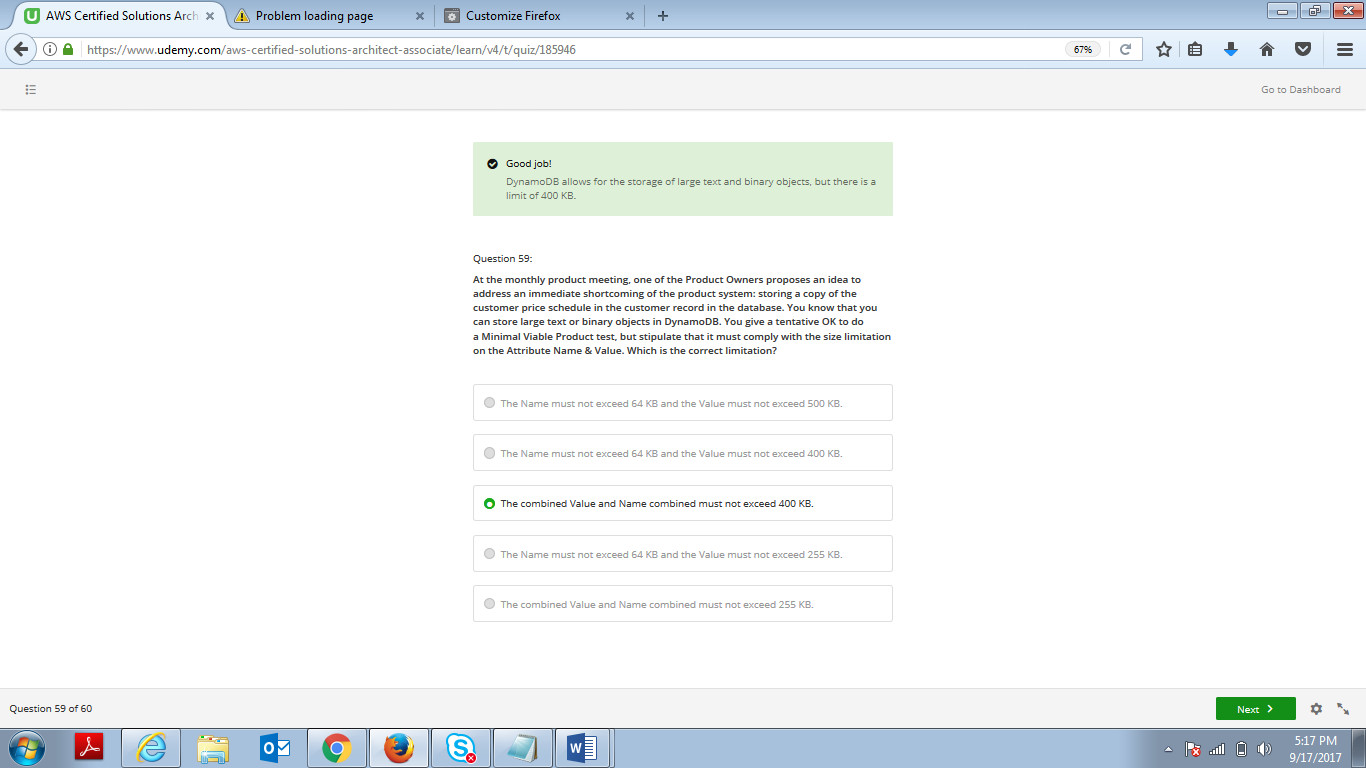 AWS Certified Solutions Arch
Problem loading page
Customize Firefox
https://www.udemy.com/aws-certified-solutions-architect-associate/learn/v4/t/quiz/185946
67%
Go to Dashboard
Good job!
DynamoDB allows for the storage of large text and binary objects, but there is a
limit of 400 KB.
Question 59:
At the monthly product meeting, one of the Product Owners proposes an idea to
address an immediate shortcoming of the product system: storing a copy of the
customer price schedule in the customer record in the database. You know that you
can store large text or binary objects in DynamoDB. You give a tentative OK to do
a Minimal Viable Product test, but stipulate that it must comply with the size limitation
on the Attribute Name & Value. Which is the correct limitation?
The Name must not exceed 64 KB and the Value must not exceed 500 KB.
The Name must not exceed 64 KB and the Value must not exceed 400 KB.
The combined Value and Name combined must not exceed 400 KB.
The Name must not exceed 64 KB and the Value must not exceed 255 KB.
The combined Value and Name combined must not exceed 255 KB.
Question 59 of 60
Next
5:17 PM
9/17/2017